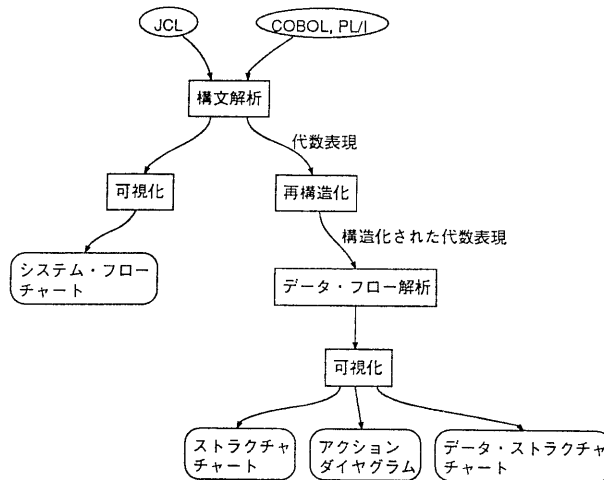 JCL
COBOL, PL/I
構文解析
代数表現
可視化
再構造化
構造化された代数表現
システム・フロー
チャート
データ・フロー解析
可視化
ストラクチャ
チャート
アクション
ダイヤグラム
データ・ストラクチャ
チャート